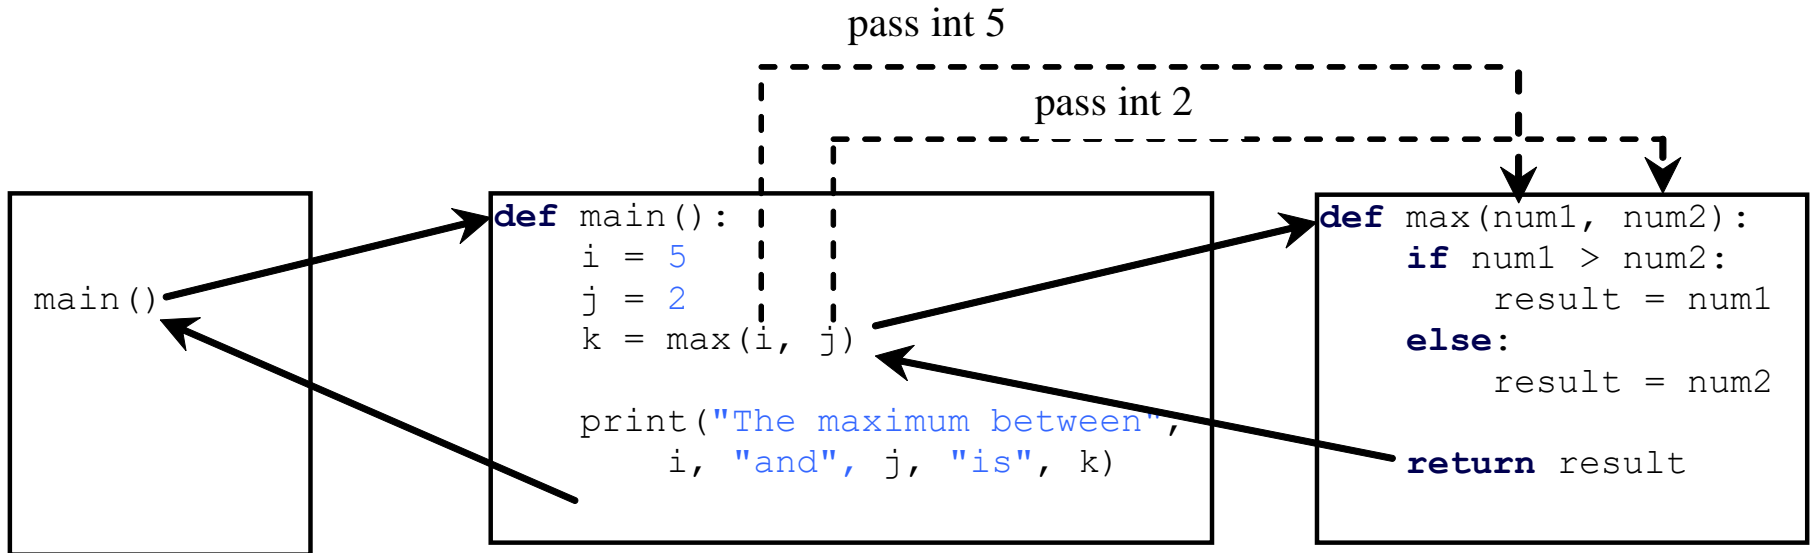 pass int 5
pass int 2
main()
def main():
    i = 5
    j = 2
    k = max(i, j)
    print("The maximum between",
        i, "and", j, "is", k)
def max(num1, num2):
    if num1 > num2:
        result = num1
    else:
        result = num2
    return result